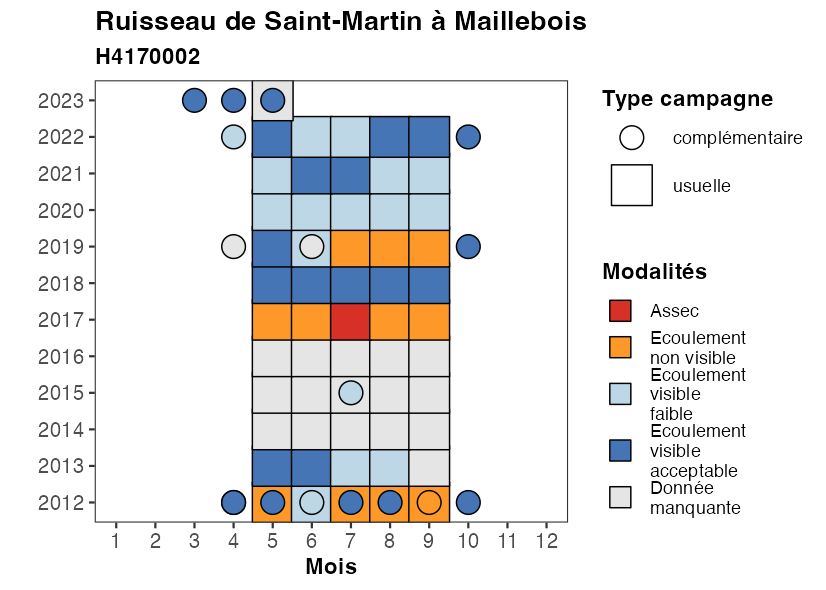 Ruisseau de Saint-Martin à Maillebois
H4170002
2023
2022
2021
2020
2019
2018
2017
2016
2015
2014
2013
2012
1 2 3 4 5 6 7 8 9 10 11 12
Mois
Type campagne
complémentaire
usuelle
Modalités
Assec
Ecoulement
non visible
Ecoulement
visible
faible
Ecoulement
visible
acceptable
Donnée
manquante